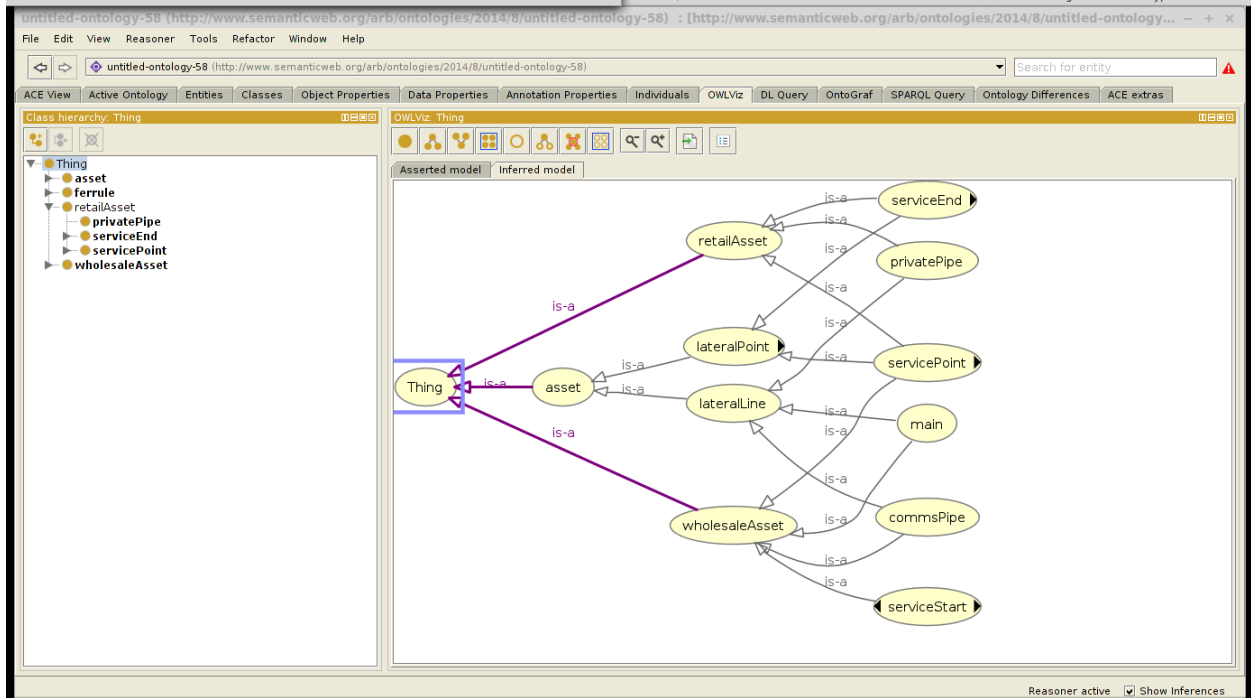 untitled-ontology-58 (http://www.semanticweb.org/arb/ontologies/2014/8/untitled-ontology-58) : [http://www.semanticweb.org/arb/ontologies/2014/8/untitled-ontology...
File Edit View Reasoner Tools Refactor Window Help
untitled-ontology-58 (http://www.semanticweb.org/arb/ontologies/2014/8/untitled-ontology-58)
Search for entity
ACE View Active Ontology Entities Classes Object Properties Data Properties Annotation Properties Individuals OWLViz DL Query OntoGraf SPARQL Query Ontology Differences ACE extras
Class hierarchy: Thing
Thing
asset
ferrule
retailAsset
privatePipe
serviceEnd
servicePoint
wholesaleAsset
OWLViz: Thing
Asserted model Inferred model
is-a
serviceEnd
is-a
retailAsset
is-a
privatePipe
is-a
is-a
is-a
lateralPoint
is-a
is-a
servicePoint
Thing
is-a
asset
is-a
lateralLine
is-a
main
is-a
is-a
is-a
wholesaleAsset
is-a
commsPipe
is-a
is-a
serviceStart
Reasoner active Show Inferences